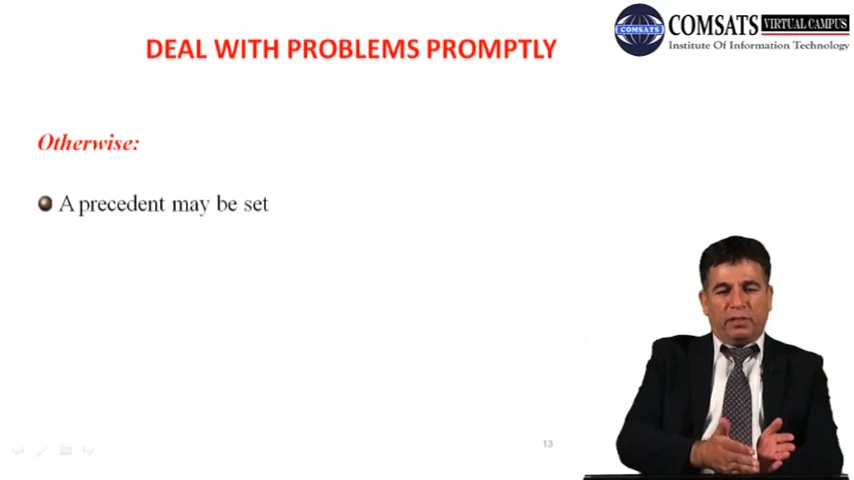 DEAL WITH PROBLEMS PROMPTLY
COMSATS
COMSATS VIRTUAL CAMPUS
Institute Of Information Technology
Otherwise:
A precedent may be set
13